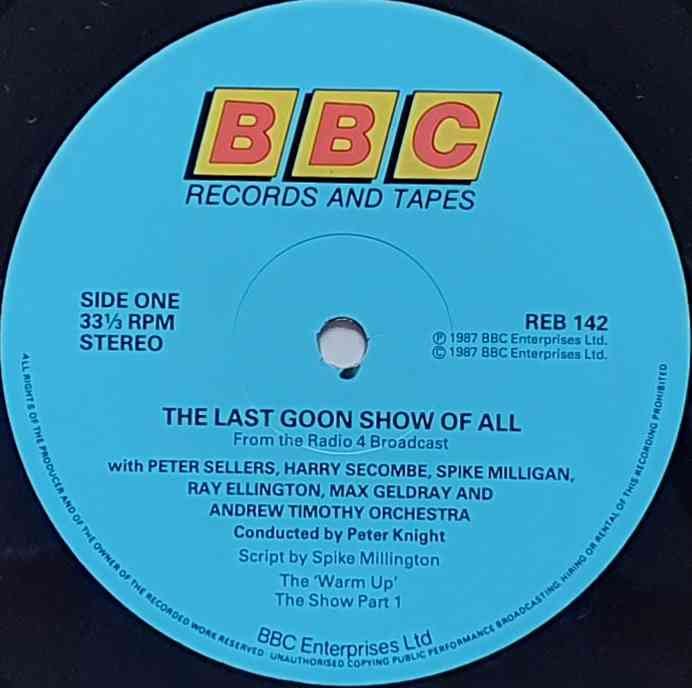 BBC
RECORDS AND TAPES
SIDE ONE
33⅓ RPM
STEREO
REB 142
Ⓟ 1987 BBC Enterprises Ltd.
© 1987 BBC Enterprises Ltd.
THE LAST GOON SHOW OF ALL
From the Radio 4 Broadcast
with PETER SELLERS, HARRY SECOMBE, SPIKE MILLIGAN,
RAY ELLINGTON, MAX GELDRAY AND
ANDREW TIMOTHY ORCHESTRA
Conducted by Peter Knight
Script by Spike Millington
The 'Warm Up'
The Show Part 1
BBC Enterprises Ltd
ALL RIGHTS OF THE PRODUCER AND OF THE OWNER OF THE RECORDED WORK RESERVED UNAUTHORISED COPYING PUBLIC PERFORMANCE BROADCASTING, HIRING OR RENTAL OF THIS RECORDING PROHIBITED